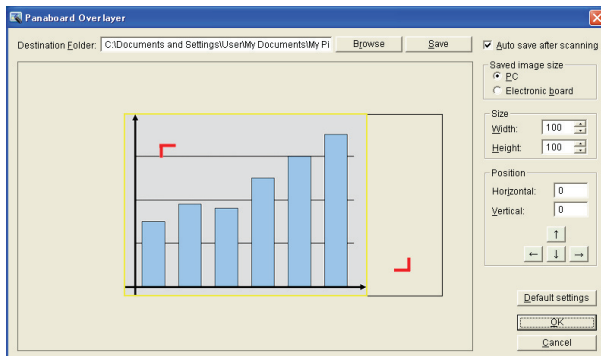 Panaboard Overlayer
Destination Folder: C:\Documents and Settings\User\My Documents\My Pi Browse Save
Auto save after scanning
Saved image size
PC
Electronic board
Size
Width: 100
Height: 100
Position
Horizontal: 0
Vertical: 0
↑
← ↓ →
Default settings
OK
Cancel